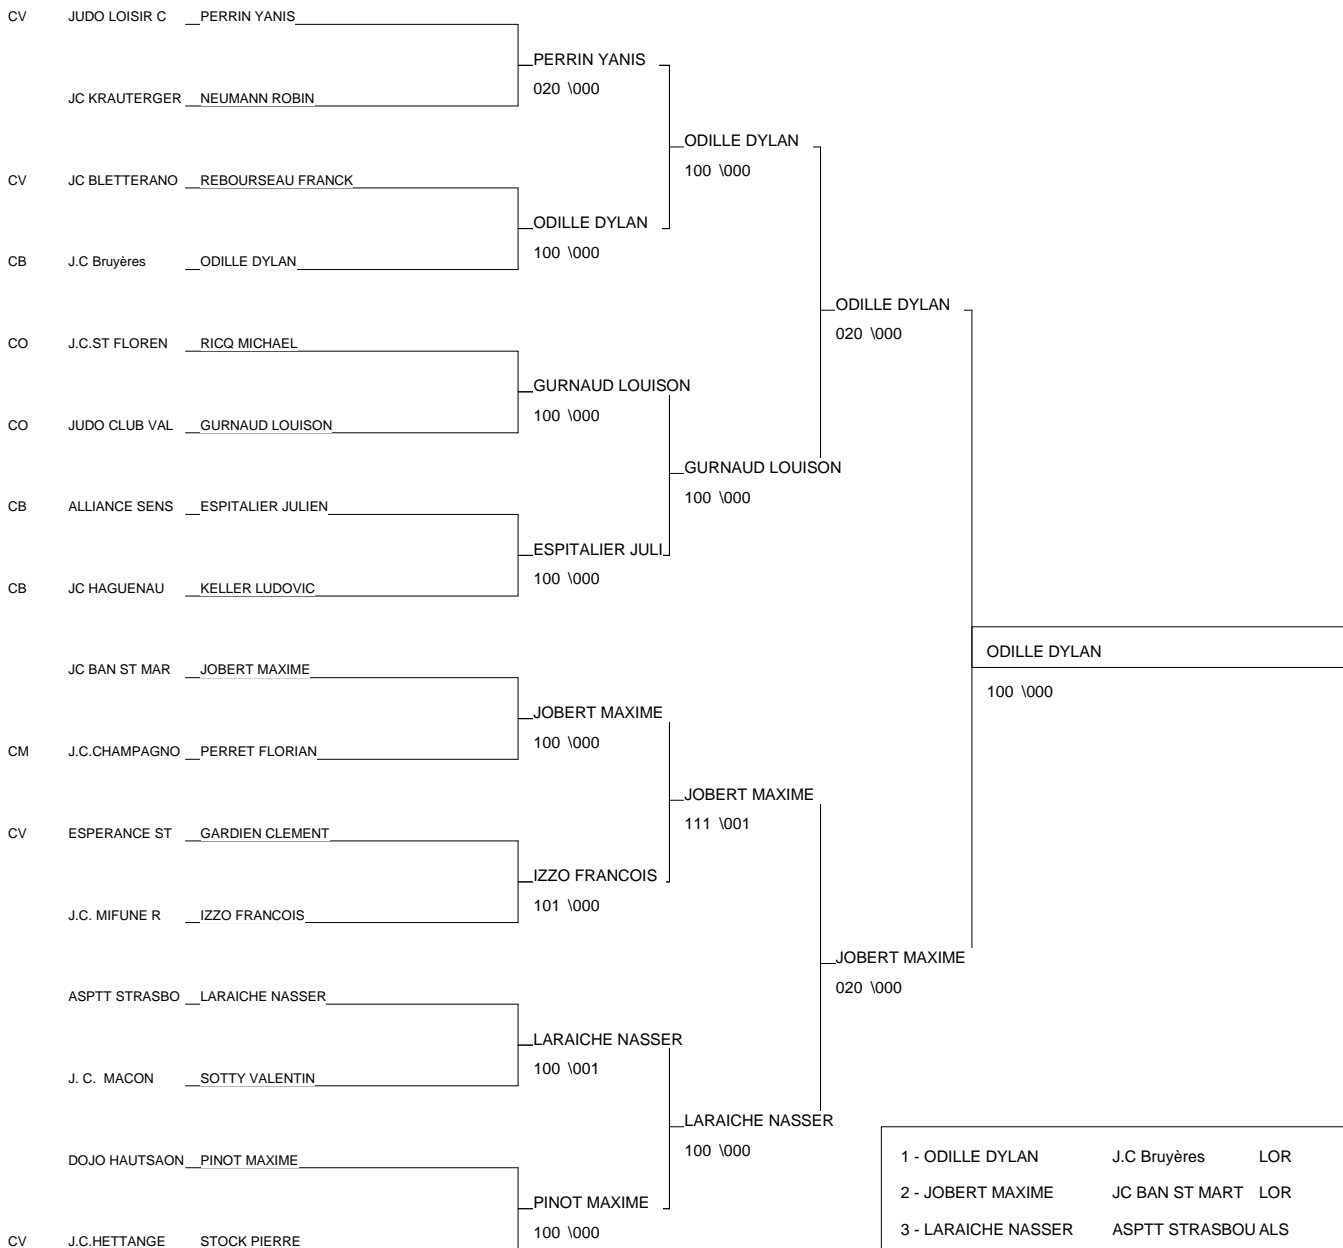 CV JUDO LOISIR C PERRIN YANIS
PERRIN YANIS
020 \000
JC KRAUTERGER NEUMANN ROBIN
ODILLE DYLAN
100 \000
CV JC BLETTERANO REBOURSEAU FRANCK
ODILLE DYLAN
100 \000
CB J.C Bruyères ODILLE DYLAN
ODILLE DYLAN
020 \000
CO J.C.ST FLOREN RICQ MICHAEL
GURNAUD LOUISON
100 \000
CO JUDO CLUB VAL GURNAUD LOUISON
GURNAUD LOUISON
100 \000
CB ALLIANCE SENS ESPITALIER JULIEN
ESPITALIER JULI
100 \000
CB JC HAGUENAU KELLER LUDOVIC
ODILLE DYLAN
100 \000
JC BAN ST MAR JOBERT MAXIME
JOBERT MAXIME
100 \000
CM J.C.CHAMPAGNO PERRET FLORIAN
JOBERT MAXIME
111 \001
CV ESPERANCE ST GARDIEN CLEMENT
IZZO FRANCOIS
101 \000
J.C. MIFUNE R IZZO FRANCOIS
JOBERT MAXIME
020 \000
ASPTT STRASBO LARAICHE NASSER
LARAICHE NASSER
100 \001
J. C. MACON SOTTY VALENTIN
LARAICHE NASSER
100 \000
DOJO HAUTSAON PINOT MAXIME
PINOT MAXIME
100 \000
CV J.C.HETTANGE STOCK PIERRE
1 - ODILLE DYLAN J.C Bruyères LOR
2 - JOBERT MAXIME JC BAN ST MART LOR
3 - LARAICHE NASSER ASPTT STRASBOU ALS